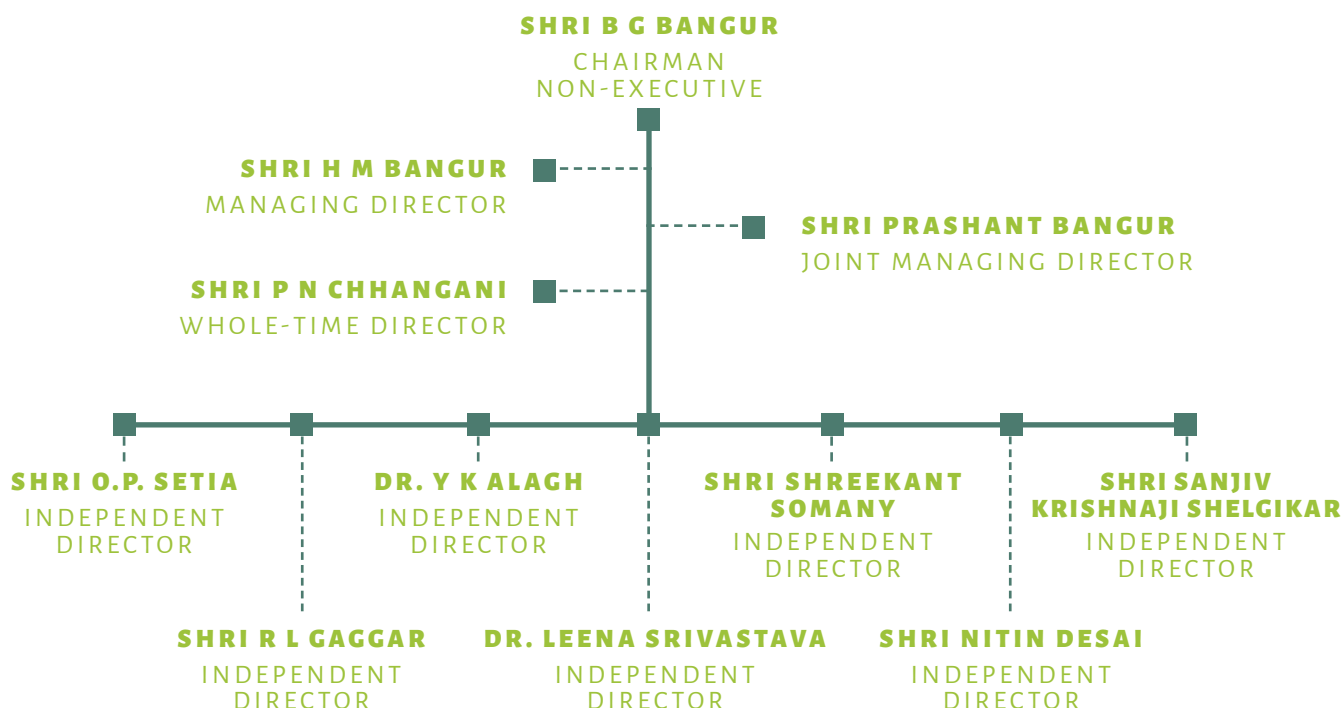 SHRI B G BANGUR
CHAIRMAN
NON-EXECUTIVE
SHRI H M BANGUR
MANAGING DIRECTOR
SHRI PRASHANT BANGUR
JOINT MANAGING DIRECTOR
SHRI P N CHHANGANI
WHOLE-TIME DIRECTOR
SHRI O.P. SETIA
INDEPENDENT
DIRECTOR
DR. Y K ALAGH
INDEPENDENT
DIRECTOR
SHRI SHREEKANT
SOMANY
INDEPENDENT
DIRECTOR
SHRI SANJIV
KRISHNAJI SHELGIKAR
INDEPENDENT
DIRECTOR
SHRI R L GAGGAR
INDEPENDENT
DIRECTOR
DR. LEENA SRIVASTAVA
INDEPENDENT
DIRECTOR
SHRI NITIN DESAI
INDEPENDENT
DIRECTOR